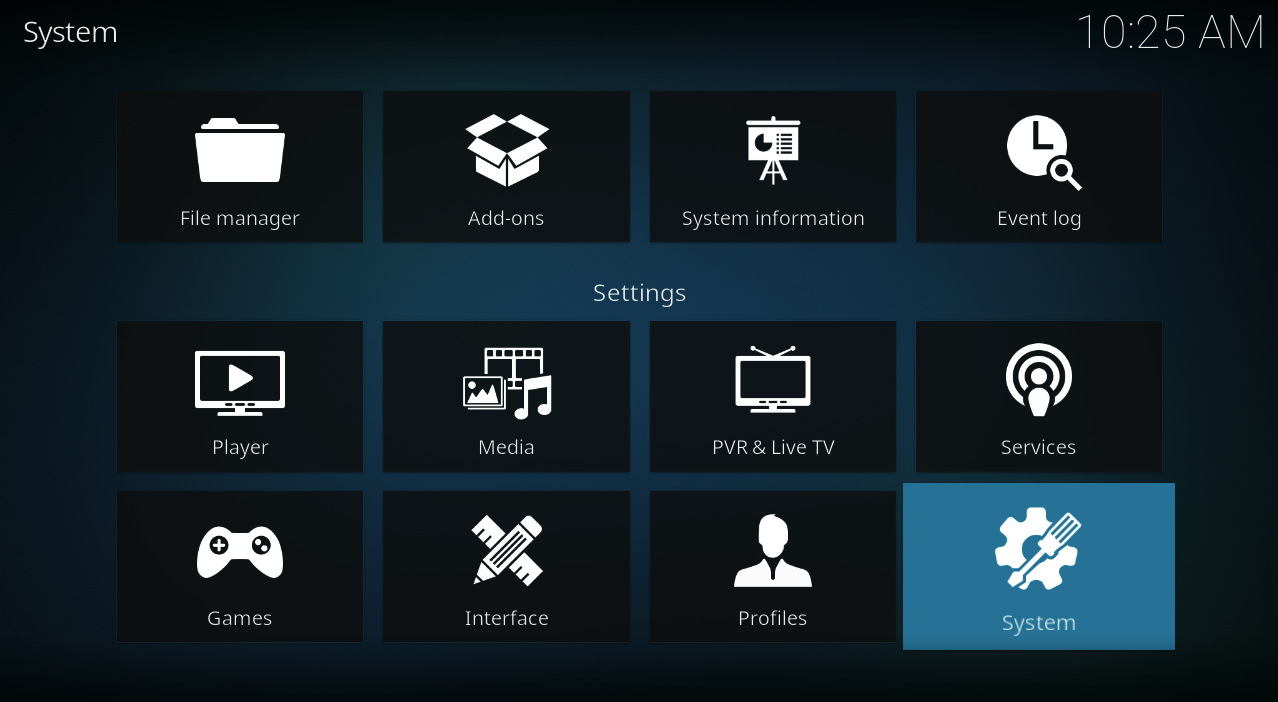 System
10:25 AM
File manager
Add-ons
System information
Event log
Settings
Player
Media
PVR & Live TV
Services
Games
Interface
Profiles
System